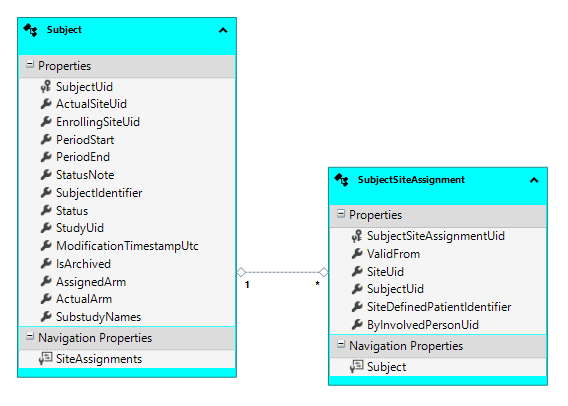 Subject
Properties
SubjectUid
ActualSiteUid
EnrollingSiteUid
PeriodStart
PeriodEnd
StatusNote
SubjectIdentifier
Status
StudyUid
ModificationTimestampUtc
IsArchived
AssignedArm
ActualArm
SubstudyNames
Navigation Properties
SiteAssignments
1
*
SubjectSiteAssignment
Properties
SubjectSiteAssignmentUid
ValidFrom
SiteUid
SubjectUid
SiteDefinedPatientIdentifier
ByInvolvedPersonUid
Navigation Properties
Subject